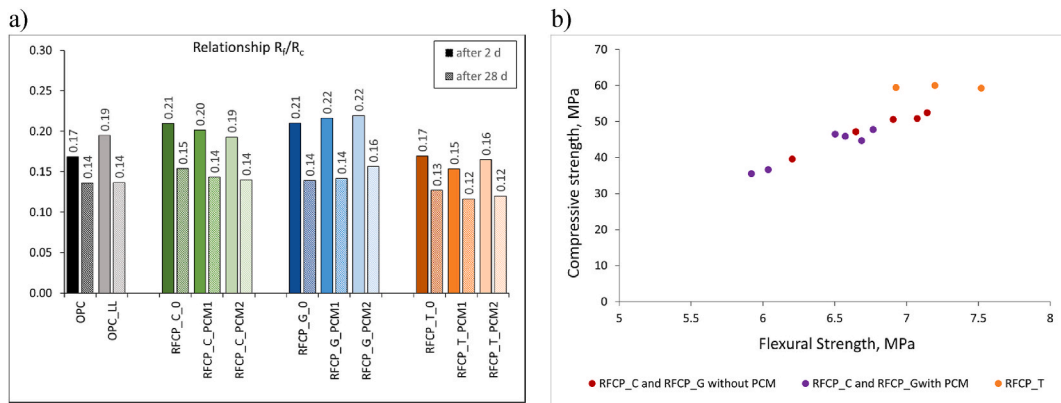 a)
Relationship Rf/Rc
after 2 d
after 28 d
0.30
0.25
0.20
0.15
0.10
0.05
0.00
0.17
0.14
0.19
0.14
0.21
0.15
0.20
0.14
0.19
0.14
0.21
0.14
0.22
0.14
0.22
0.16
0.17
0.13
0.15
0.12
0.16
0.12
OPC
OPC_LL
RFCP_C_0
RFCP_C_PCM1
RFCP_C_PCM2
RFCP_G_0
RFCP_G_PCM1
RFCP_G_PCM2
RFCP_T_0
RFCP_T_PCM1
RFCP_T_PCM2
b)
Compressive strength, MPa
70
60
50
40
30
20
10
0
5
5.5
6
6.5
7
7.5
8
Flexural Strength, MPa
RFCP_C and RFCP_G without PCM
RFCP_C and RFCP_Gwith PCM
RFCP_T